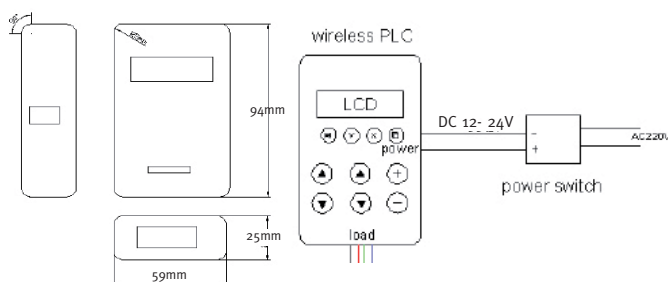 wireless PLC
LCD
DC 12- 24V
power
-
+
AC220V
power switch
load
94mm
25mm
59mm